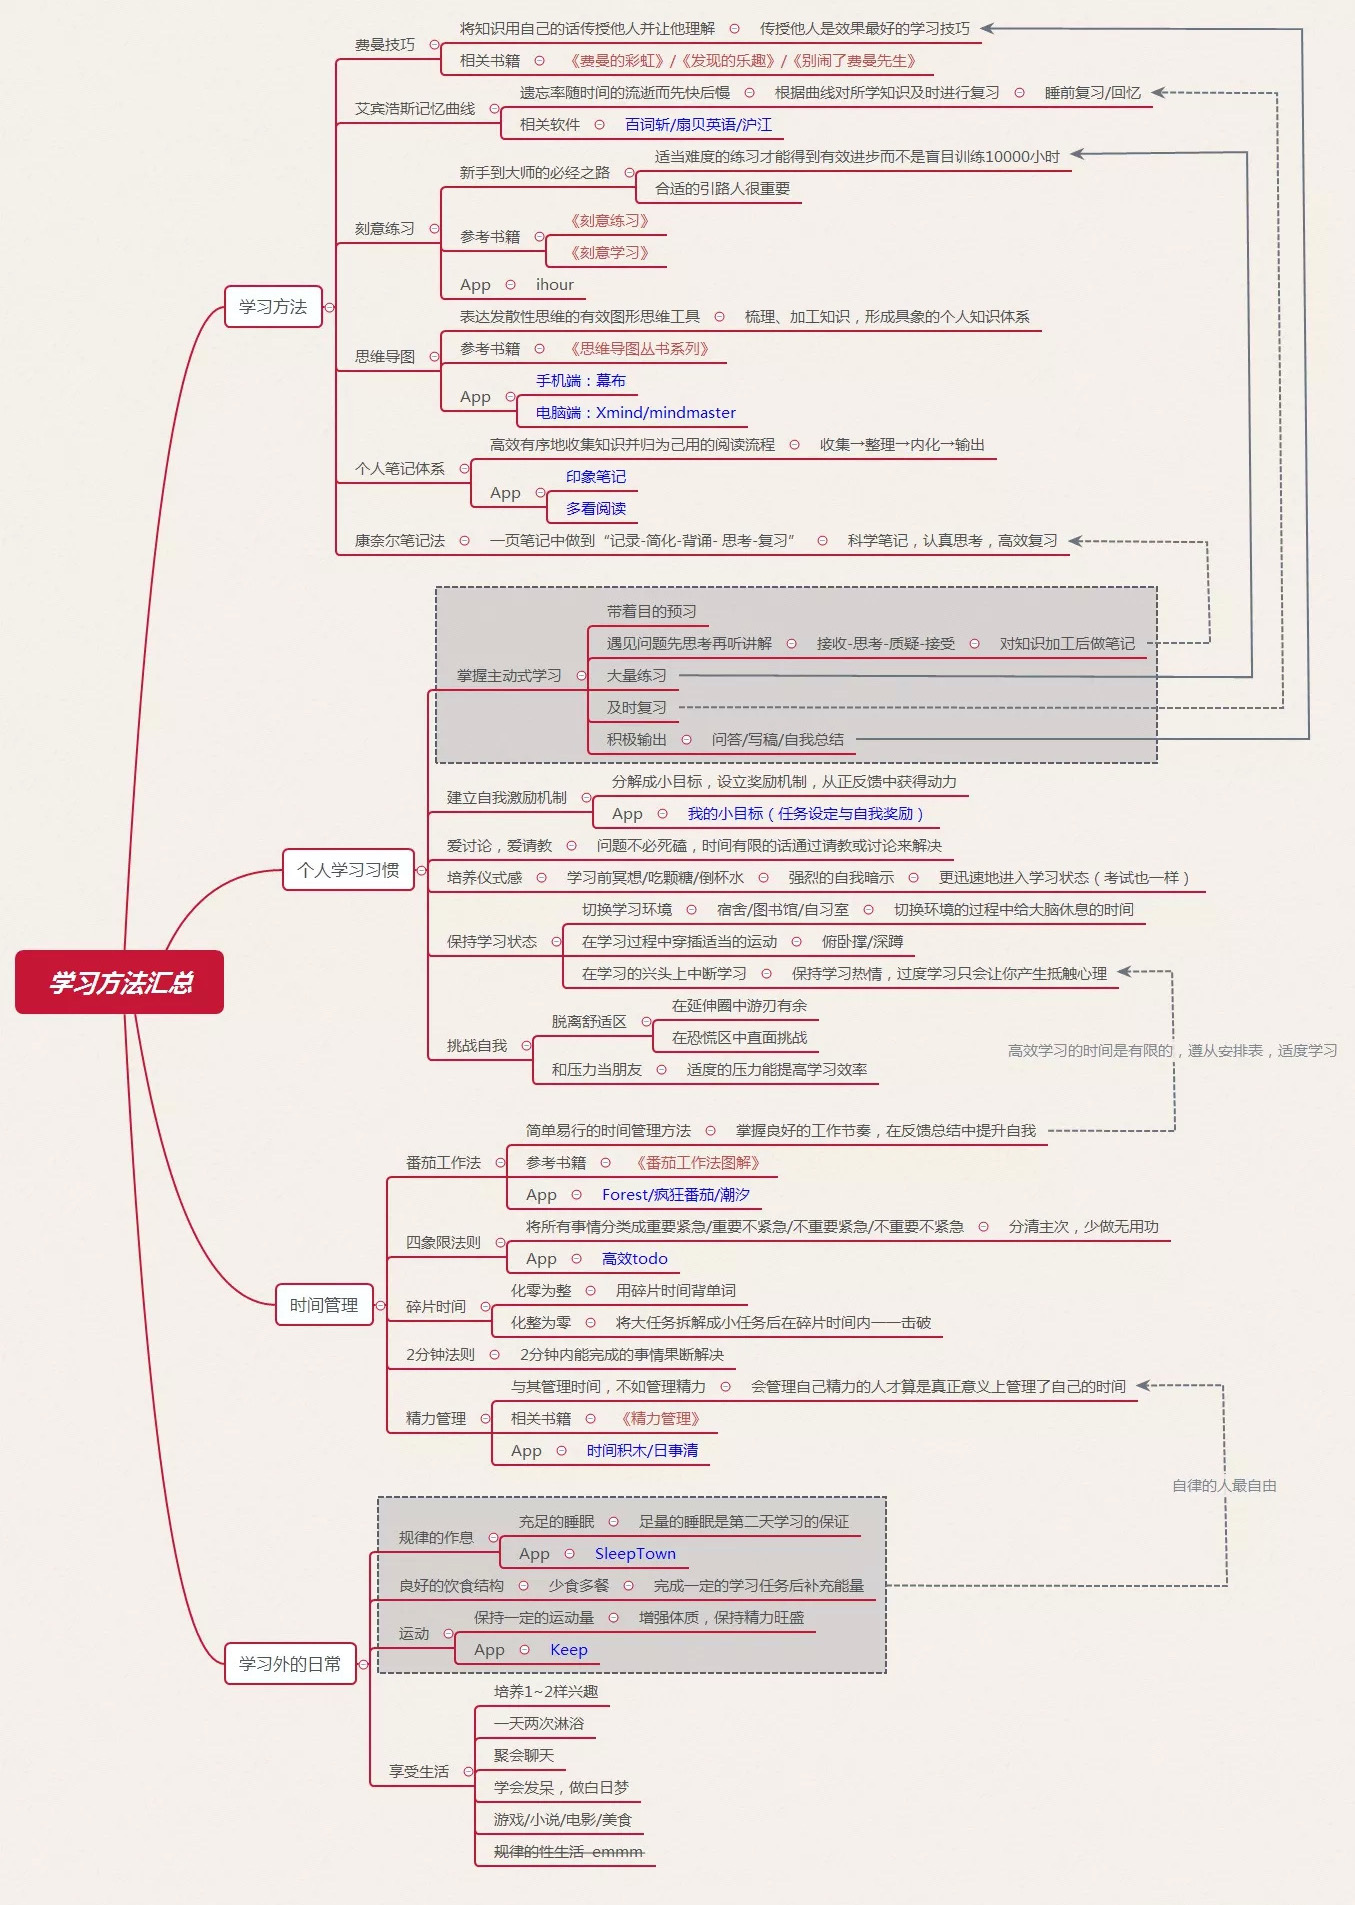 学习方法汇总
学习方法
费曼技巧
将知识用自己的话传授他人并让他理解
传授他人是效果最好的学习技巧
相关书籍
《费曼的彩虹》/《发现的乐趣》/《别闹了费曼先生》
艾宾浩斯记忆曲线
遗忘率随时间的流逝而先快后慢
根据曲线对所学知识及时进行复习
睡前复习/回忆
相关软件
百词斩/扇贝英语/沪江
刻意练习
新手到大师的必经之路
适当难度的练习才能得到有效进步而不是盲目训练10000小时
合适的引路人很重要
参考书籍
《刻意练习》
《刻意学习》
App
ihour
思维导图
表达发散性思维的有效图形思维工具
梳理、加工知识，形成具象的个人知识体系
参考书籍
《思维导图丛书系列》
App
手机端：幕布
电脑端：Xmind/mindmaster
个人笔记体系
高效有序地收集知识并归为己用的阅读流程
收集→整理→内化→输出
App
印象笔记
多看阅读
康奈尔笔记法
一页笔记中做到“记录-简化-背诵- 思考-复习”
科学笔记，认真思考，高效复习
个人学习习惯
掌握主动式学习
带着目的预习
遇见问题先思考再听讲解
接收-思考-质疑-接受
对知识加工后做笔记
大量练习
及时复习
积极输出
问答/写稿/自我总结
建立自我激励机制
分解成小目标，设立奖励机制，从正反馈中获得动力
App
我的小目标（任务设定与自我奖励）
爱讨论，爱请教
问题不必死磕，时间有限的话通过请教或讨论来解决
培养仪式感
学习前冥想/吃颗糖/倒杯水
强烈的自我暗示
更迅速地进入学习状态（考试也一样）
保持学习状态
切换学习环境
宿舍/图书馆/自习室
切换环境的过程中给大脑休息的时间
在学习过程中穿插适当的运动
俯卧撑/深蹲
在学习的兴头上中断学习
保持学习热情，过度学习只会让你产生抵触心理
挑战自我
脱离舒适区
在延伸圈中游刃有余
在恐慌区中直面挑战
和压力当朋友
适度的压力能提高学习效率
高效学习的时间是有限的，遵从安排表，适度学习
时间管理
番茄工作法
简单易行的时间管理方法
掌握良好的工作节奏，在反馈总结中提升自我
参考书籍
《番茄工作法图解》
App
Forest/疯狂番茄/潮汐
四象限法则
将所有事情分类成重要紧急/重要不紧急/不重要紧急/不重要不紧急
分清主次，少做无用功
App
高效todo
碎片时间
化零为整
用碎片时间背单词
化整为零
将大任务拆解成小任务后在碎片时间内一一击破
2分钟法则
2分钟内能完成的事情果断解决
精力管理
与其管理时间，不如管理精力
会管理自己精力的人才算是真正意义上管理了自己的时间
相关书籍
《精力管理》
App
时间积木/日事清
自律的人最自由
学习外的日常
规律的作息
充足的睡眠
足量的睡眠是第二天学习的保证
App
SleepTown
良好的饮食结构
少食多餐
完成一定的学习任务后补充能量
运动
保持一定的运动量
增强体质，保持精力旺盛
App
Keep
享受生活
培养1~2样兴趣
一天两次淋浴
聚会聊天
学会发呆，做白日梦
游戏/小说/电影/美食
规律的性生活 emmm